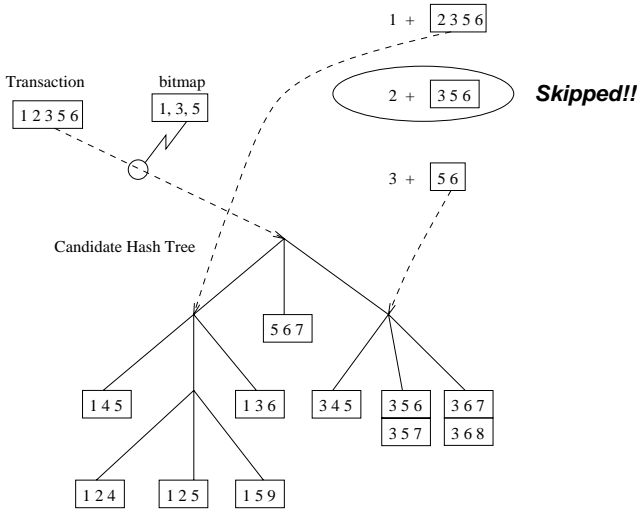 1 + 2 3 5 6
Transaction
bitmap
1 2 3 5 6
1, 3, 5
2 + 3 5 6
Skipped!!
3 + 5 6
Candidate Hash Tree
5 6 7
1 4 5
1 3 6
3 4 5
3 5 6
3 6 7
3 5 7
3 6 8
1 2 4
1 2 5
1 5 9